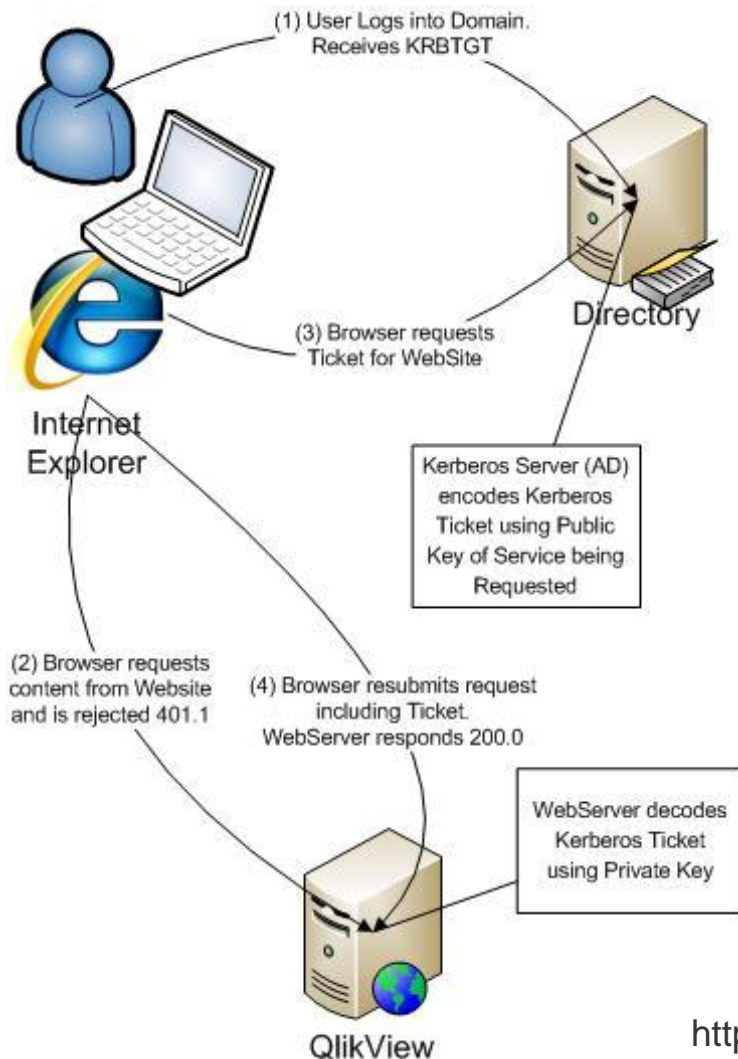 (1) User Logs into Domain.
Receives KRBTGT
Directory
(3) Browser requests
Ticket for WebSite
Internet
Explorer
Kerberos Server (AD)
encodes Kerberos
Ticket using Public
Key of Service being
Requested
(2) Browser requests
content from Website
and is rejected 401.1
(4) Browser resubmits request
including Ticket.
WebServer responds 200.0
WebServer decodes
Kerberos Ticket
using Private Key
QlikView
http